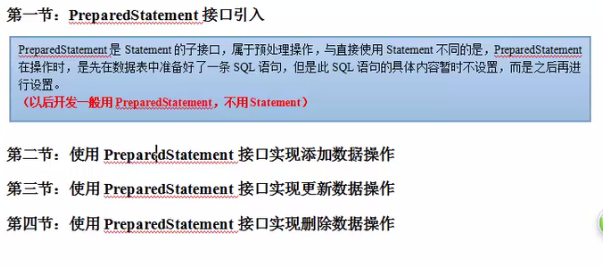 第一节：PreparedStatement 接口引入
PreparedStatement 是 Statement 的子接口，属于预处理操作，与直接使用 Statement 不同的是，PreparedStatement
在操作时，是先在数据表中准备好了一条 SQL 语句，但是此 SQL 语句的具体内容暂时不设置，而是之后再进
行设置。
（以后开发一般用 PreparedStatement，不用 Statement）
第二节：使用 PreparedStatement 接口实现添加数据操作
第三节：使用 PreparedStatement 接口实现更新数据操作
第四节：使用 PreparedStatement 接口实现删除数据操作